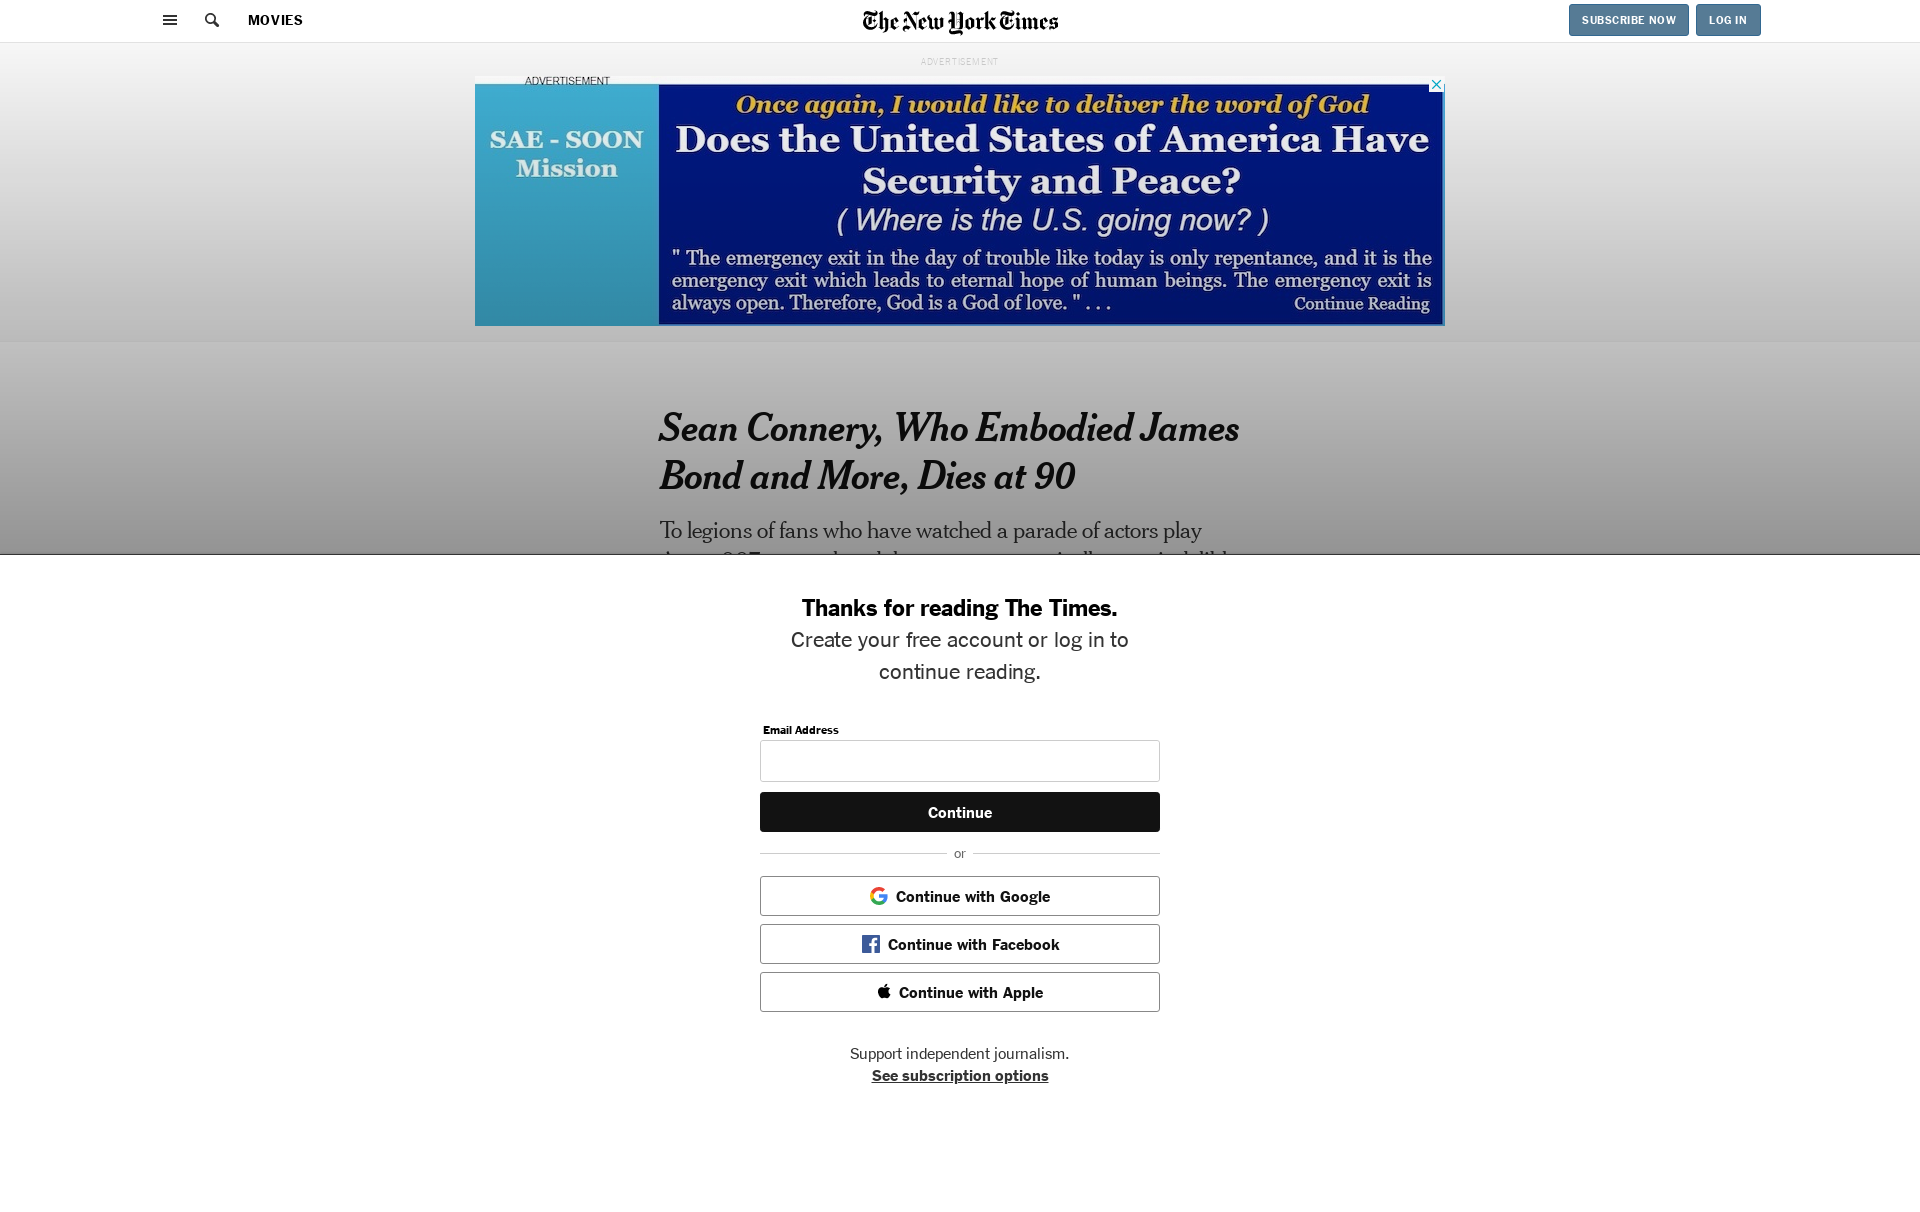 MOVIES
The New York Times
SUBSCRIBE NOW
LOG IN
ADVERTISEMENT
ADVERTISEMENT
SAE - SOON
Mission
Once again, I would like to deliver the word of God
Does the United States of America Have
Security and Peace?
( Where is the U.S. going now? )
" The emergency exit in the day of trouble like today is only repentance, and it is the
emergency exit which leads to eternal hope of human beings. The emergency exit is
always open. Therefore, God is a God of love. " . . .
Continue Reading
Sean Connery, Who Embodied James
Bond and More, Dies at 90
To legions of fans who have watched a parade of actors play
Thanks for reading The Times.
Create your free account or log in to
continue reading.
Email Address
Continue
or
Continue with Google
Continue with Facebook
Continue with Apple
Support independent journalism.
See subscription options